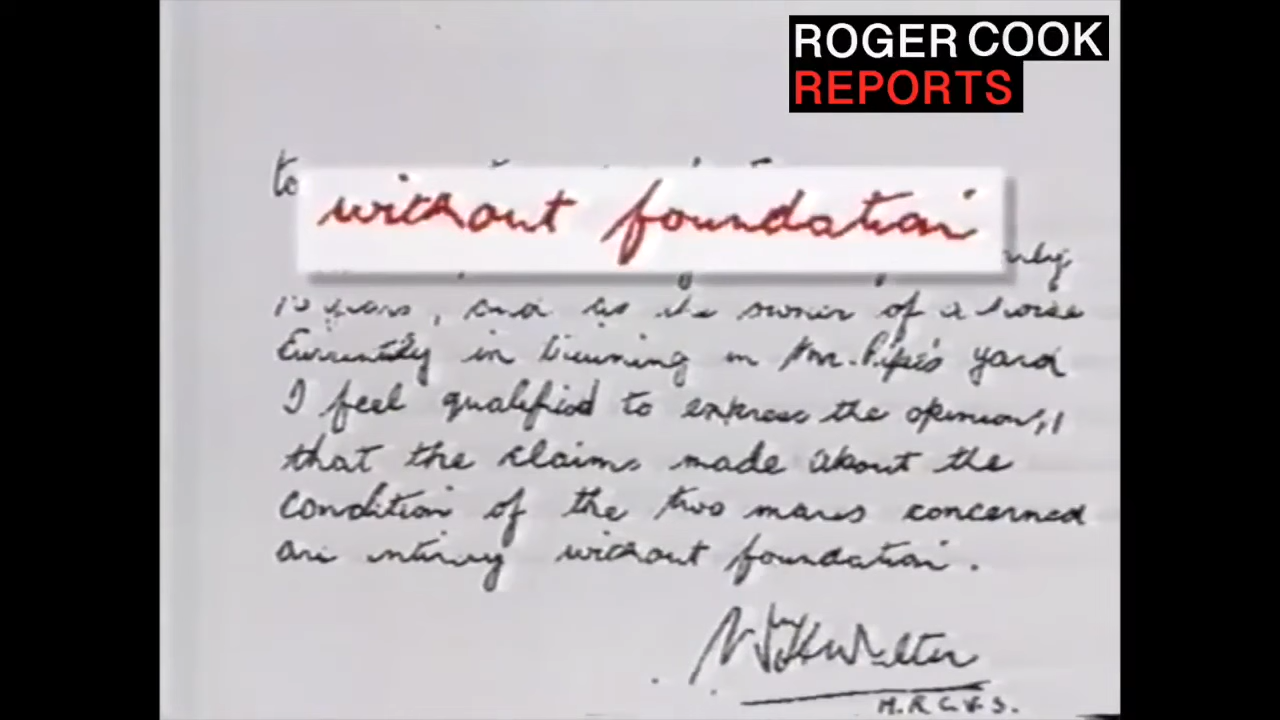 ROGER COOK
REPORTS
to
without foundation
10 years, and as the owner of a horse
Currently in training in Mr. Pipe's yard
I feel qualified to express the opinion,
that the claims made about the
condition of the two mares concerned
are entirely without foundation.
M.R.C.V.S.